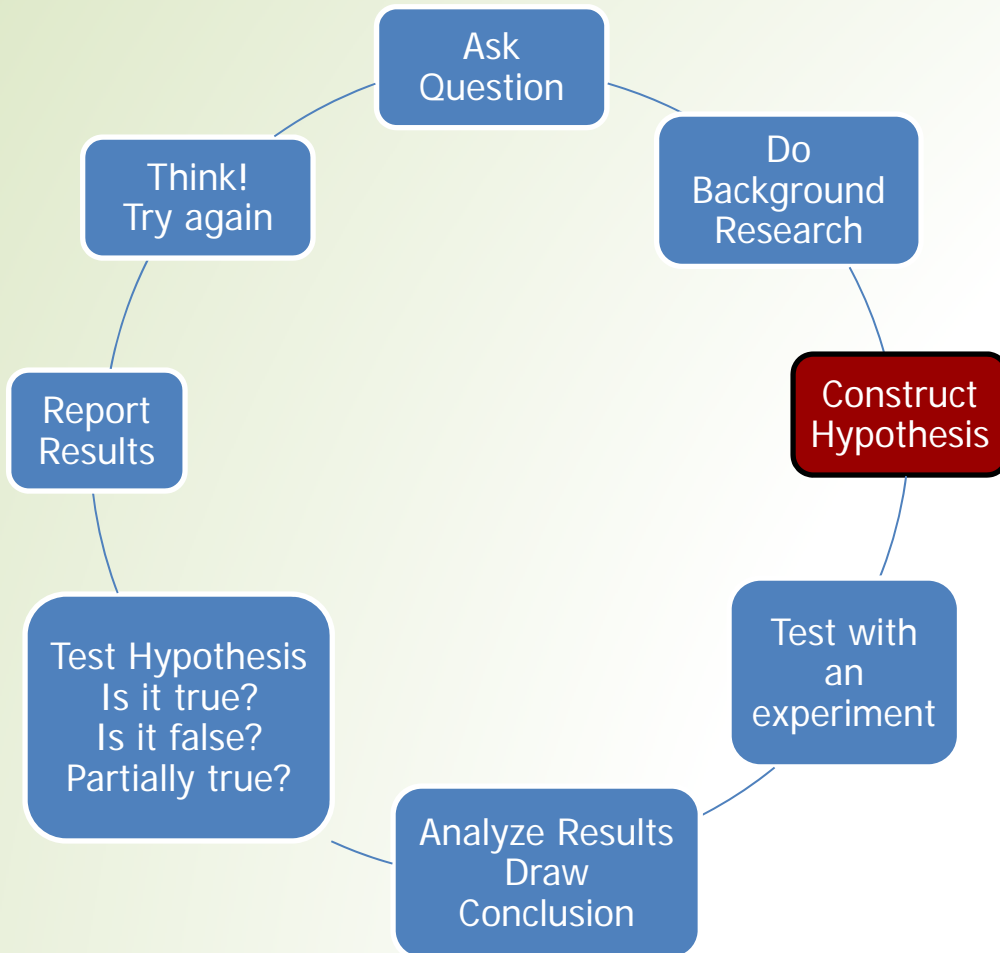 Ask
Question
Do
Background
Research
Construct
Hypothesis
Test with
an
experiment
Analyze Results
Draw
Conclusion
Test Hypothesis
Is it true?
Is it false?
Partially true?
Report
Results
Think!
Try again